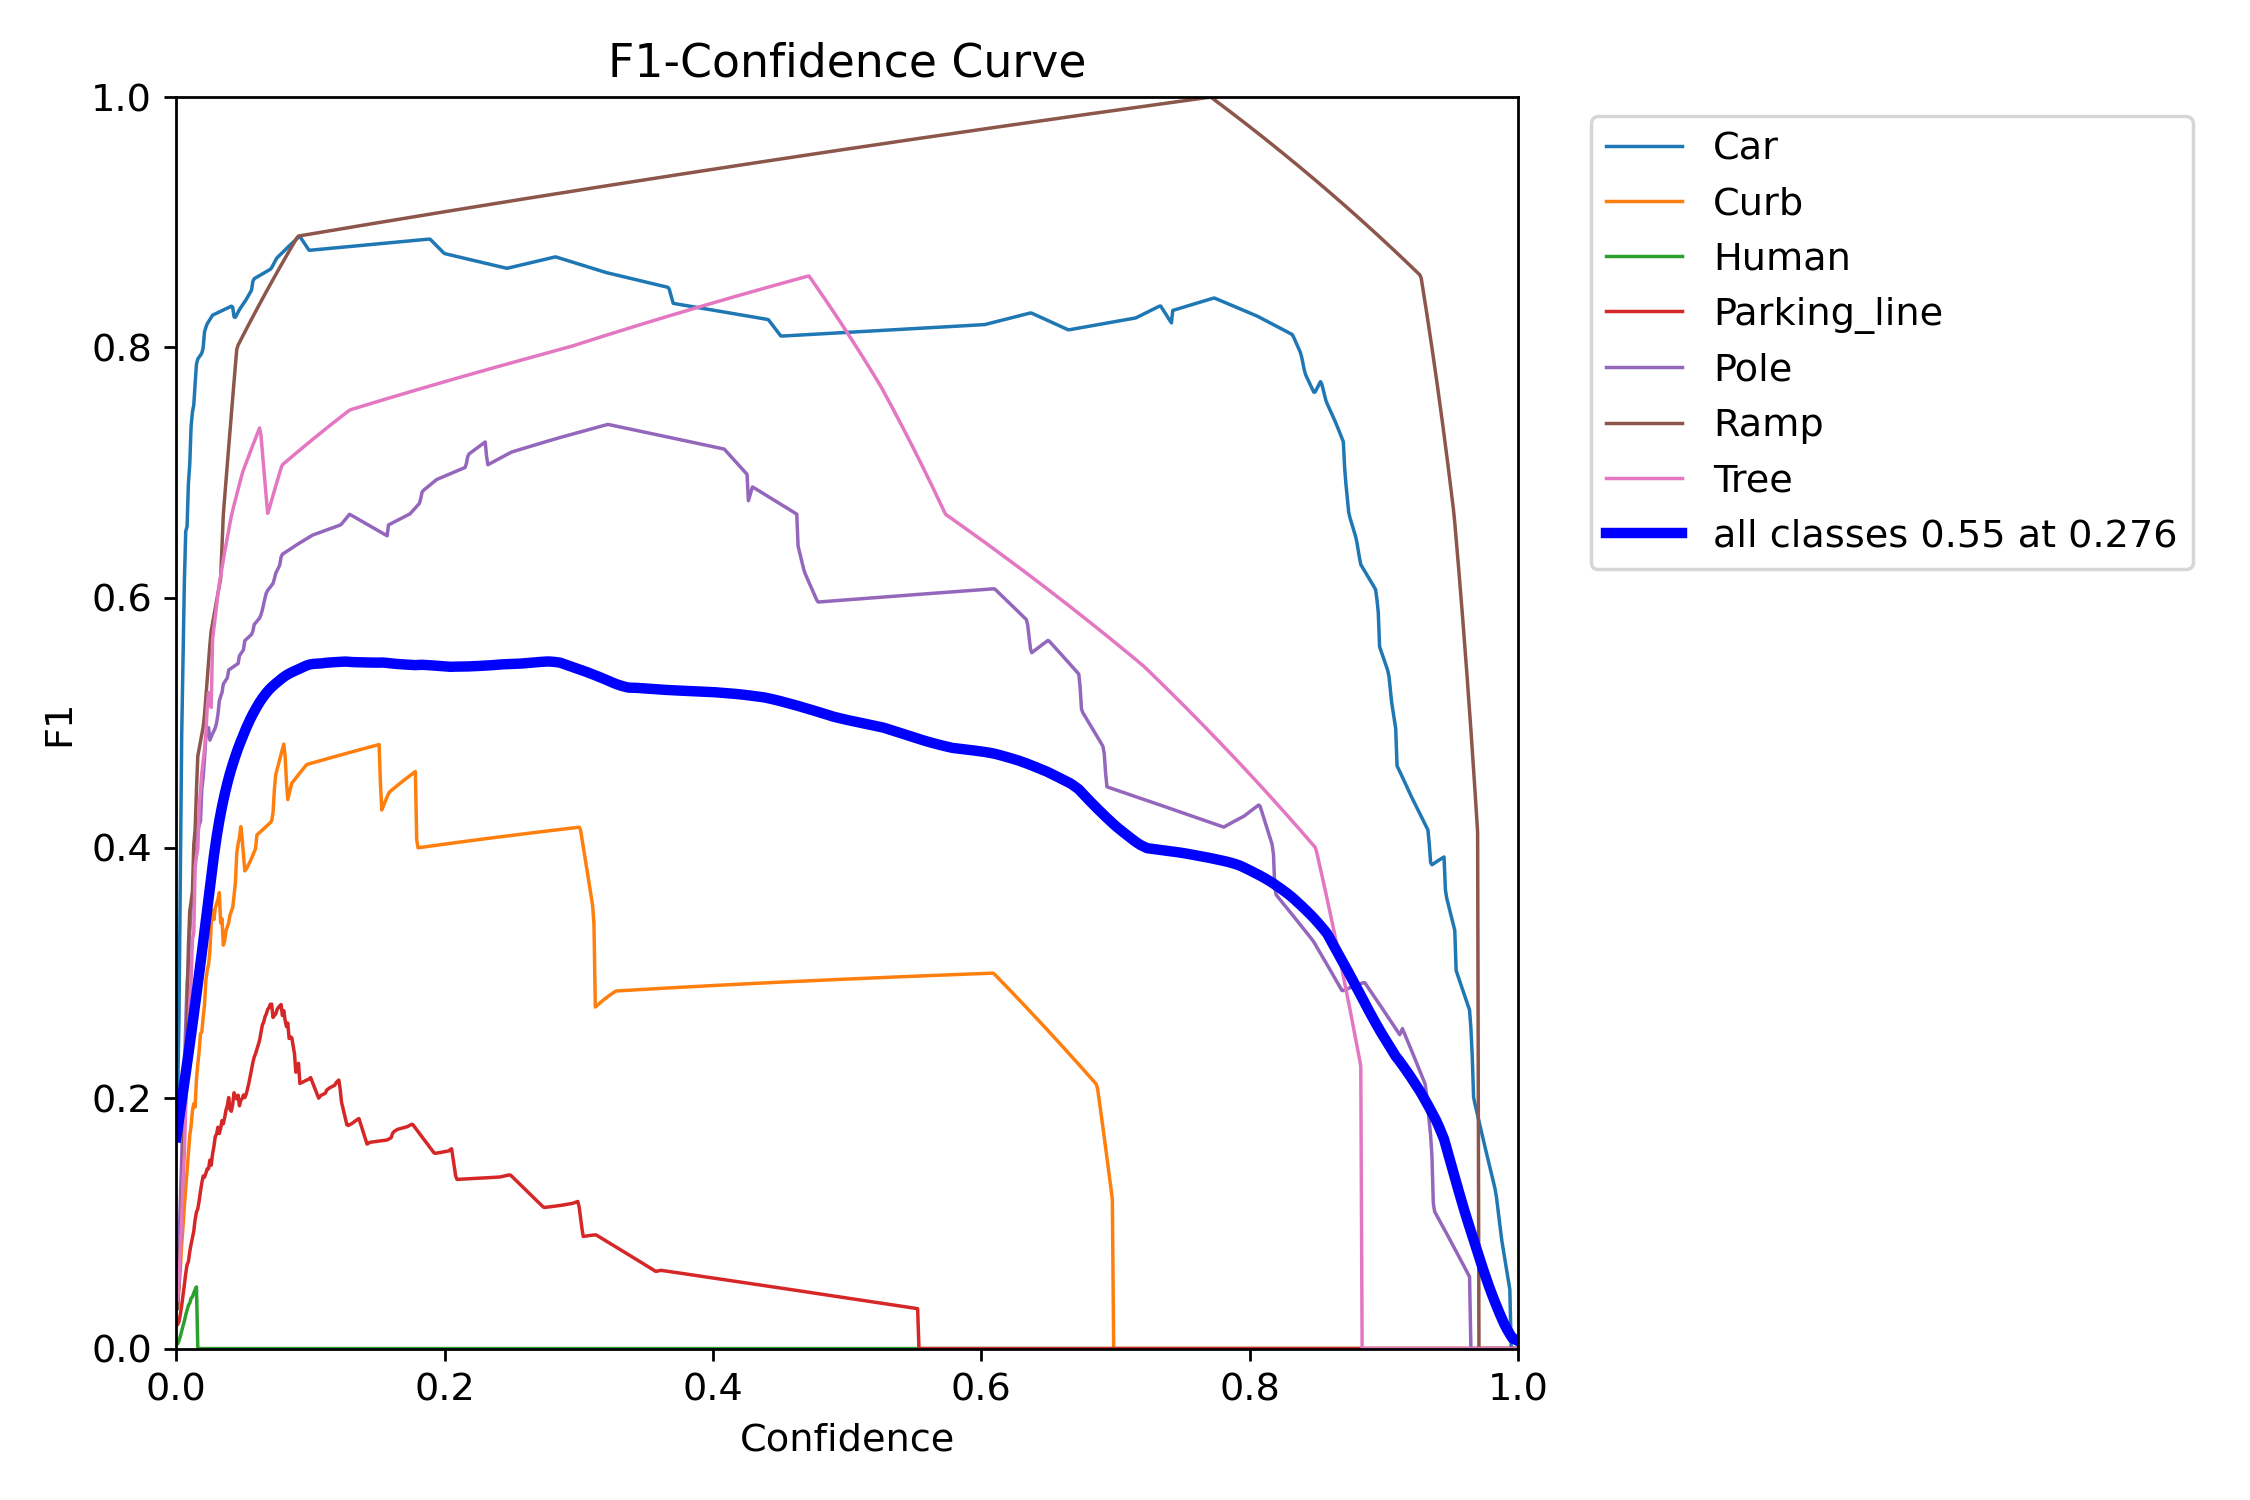 F1-Confidence Curve
1.0
0.8
0.6
0.4
0.2
0.0
F1
0.0 0.2 0.4 0.6 0.8 1.0
Confidence
Car
Curb
Human
Parking_line
Pole
Ramp
Tree
all classes 0.55 at 0.276